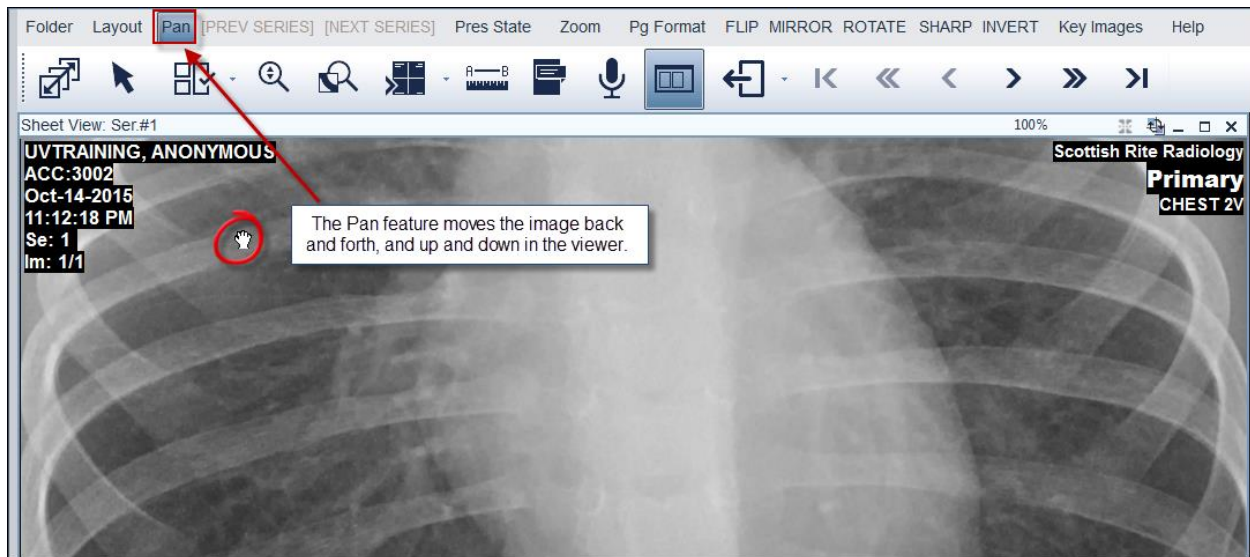 Folder Layout Pan [PREV SERIES] [NEXT SERIES] Pres State Zoom Pg Format FLIP MIRROR ROTATE SHARP INVERT Key Images Help
A B
Sheet View: Ser.#1 100%
UVTRAINING, ANONYMOUS
ACC:3002
Oct-14-2015
11:12:18 PM
Se: 1
Im: 1/1
Scottish Rite Radiology
Primary
CHEST 2V
The Pan feature moves the image back
and forth, and up and down in the viewer.